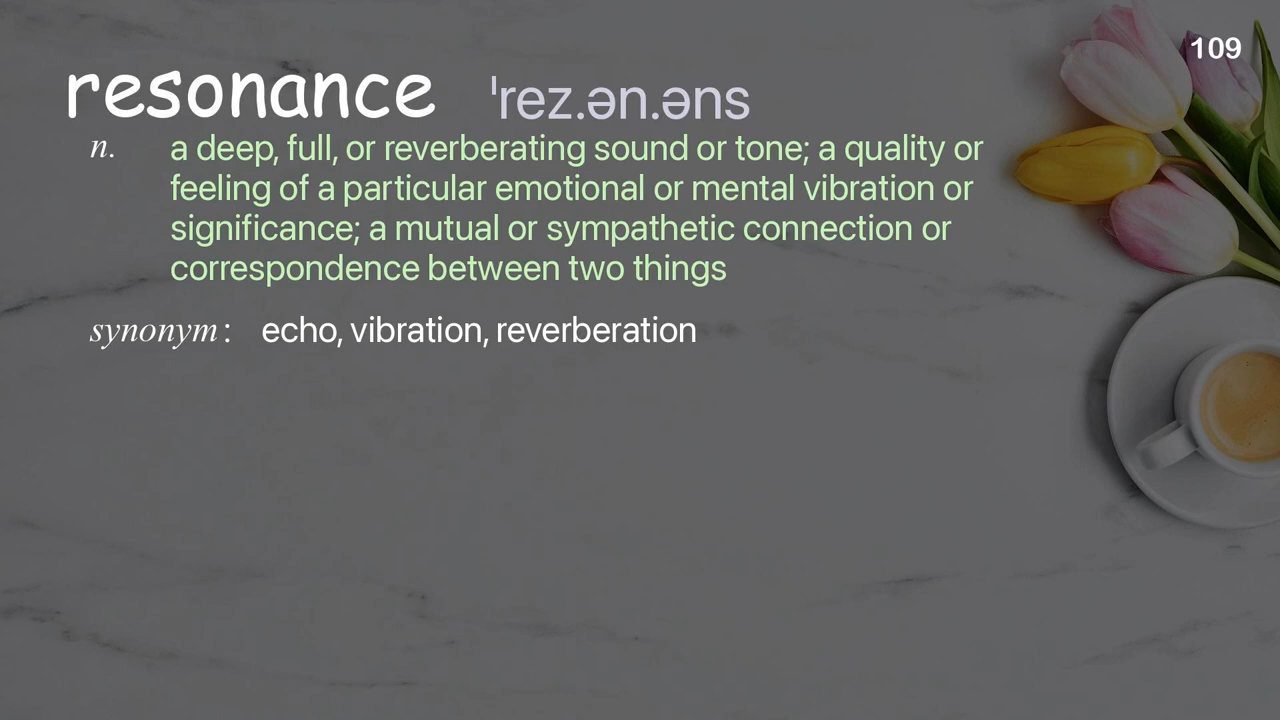 109
resonance ˈrez.ən.əns
n. a deep, full, or reverberating sound or tone; a quality or
feeling of a particular emotional or mental vibration or
significance; a mutual or sympathetic connection or
correspondence between two things
synonym: echo, vibration, reverberation